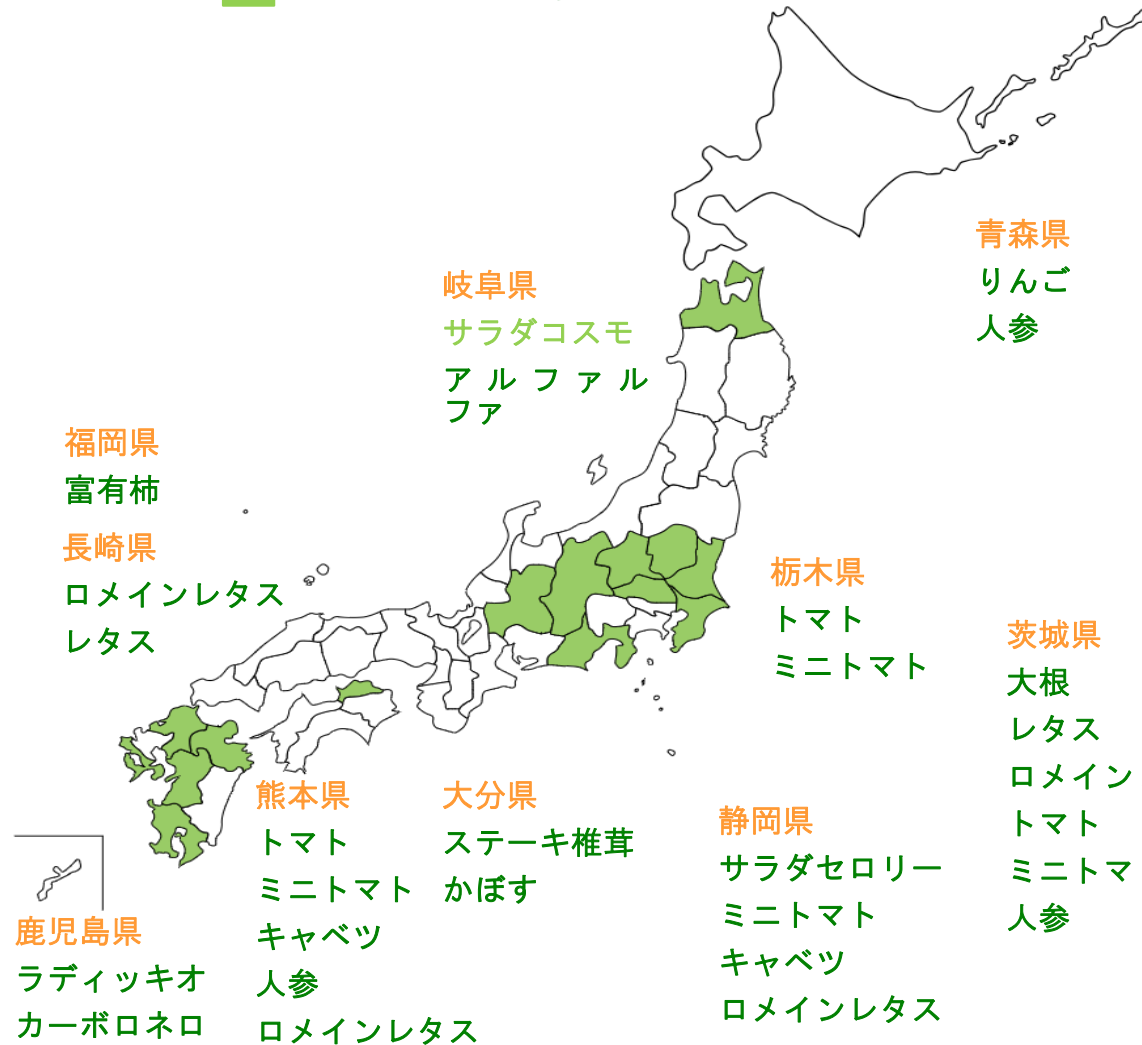 青森県
りんご
人参
岐阜県
サラダコスモ
アルファル
ファ
福岡県
富有柿
長崎県
ロメインレタス
レタス
栃木県
トマト
ミニトマト
茨城県
大根
レタス
ロメイン
トマト
ミニトマ
人参
熊本県
トマト
ミニトマト
キャベツ
人参
ロメインレタス
大分県
ステーキ椎茸
かぼす
静岡県
サラダセロリー
ミニトマト
キャベツ
ロメインレタス
鹿児島県
ラディッキオ
カーボロネロ